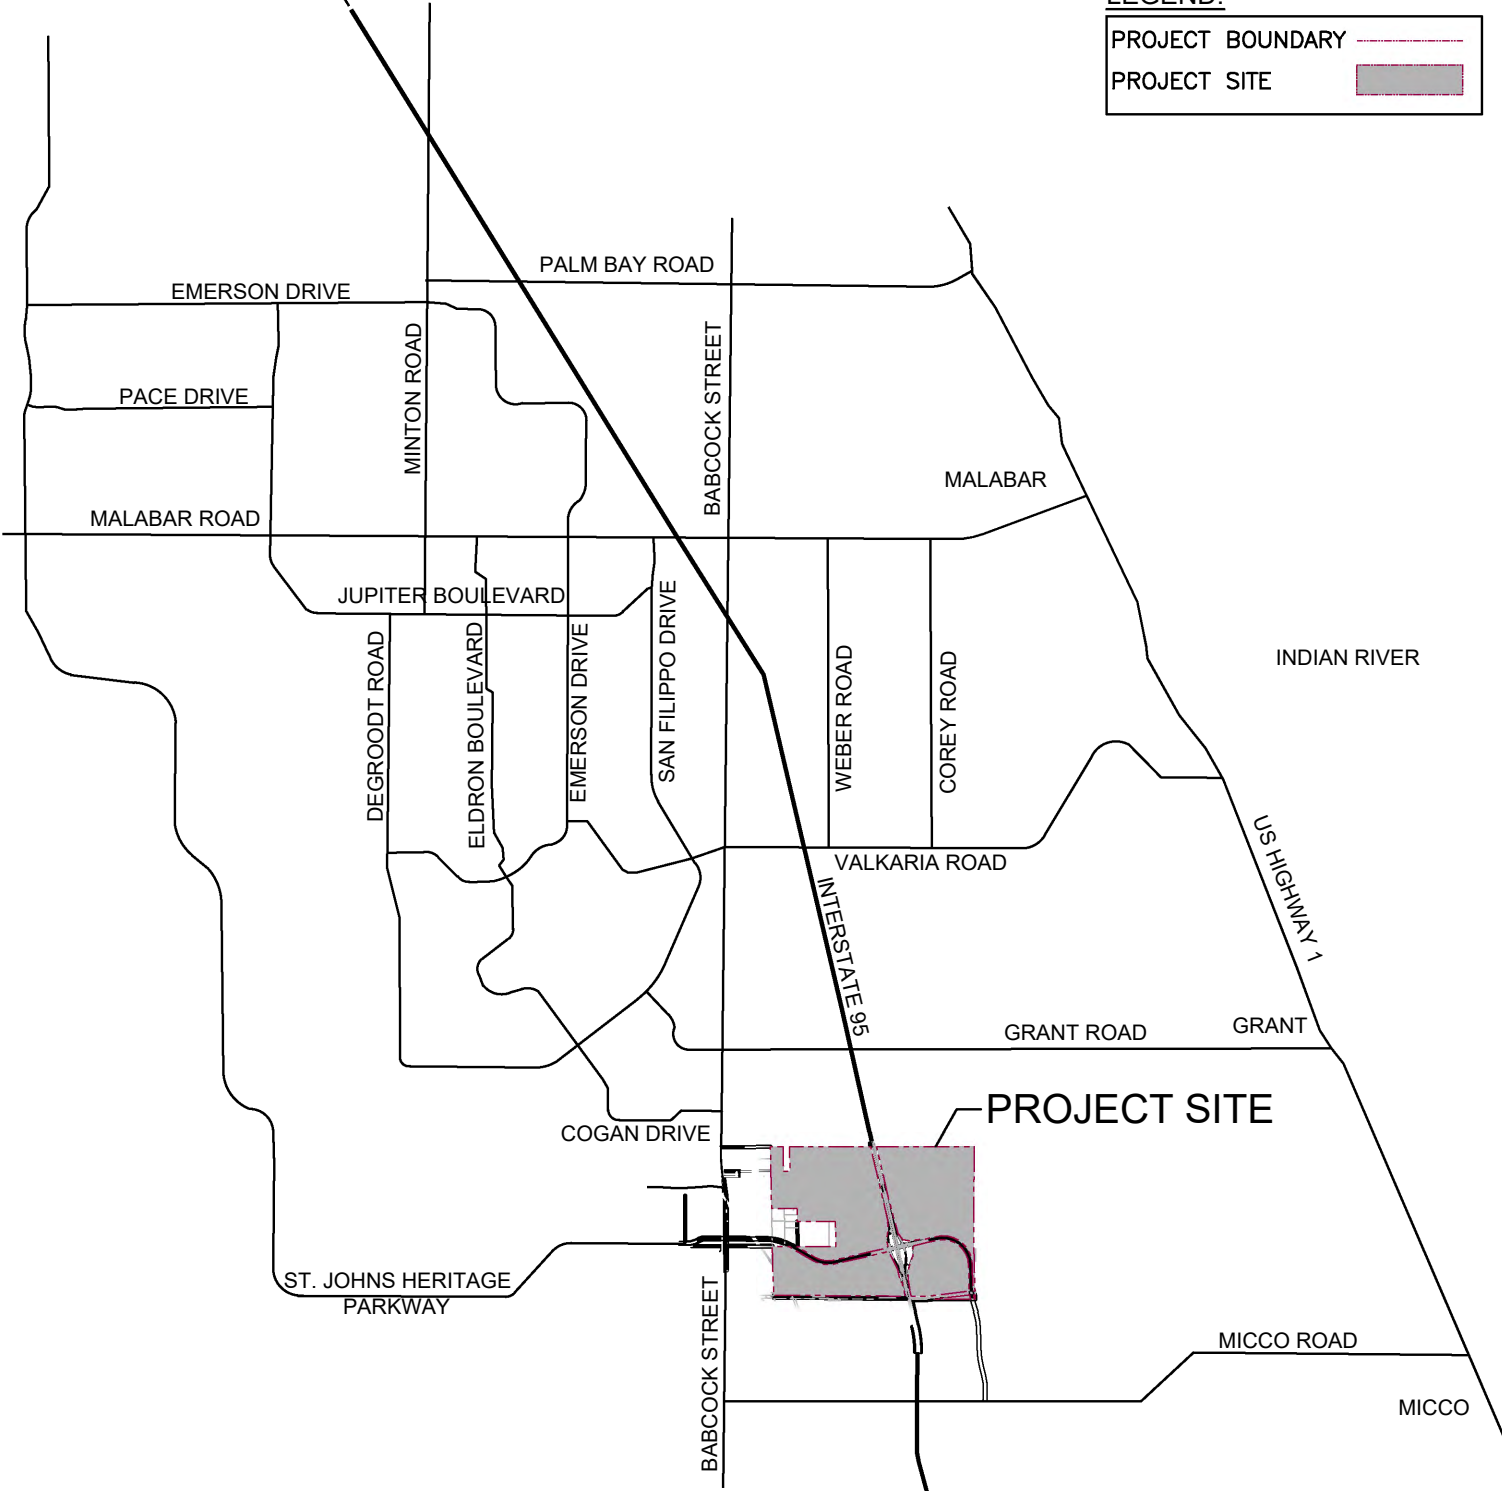 LEGEND:
PROJECT BOUNDARY
PROJECT SITE
PALM BAY ROAD
EMERSON DRIVE
MINTON ROAD
BABCOCK STREET
PACE DRIVE
MALABAR
MALABAR ROAD
JUPITER BOULEVARD
DEGROODT ROAD
ELDRON BOULEVARD
EMERSON DRIVE
SAN FILIPPO DRIVE
WEBER ROAD
COREY ROAD
INDIAN RIVER
VALKARIA ROAD
US HIGHWAY 1
INTERSTATE 95
GRANT ROAD
GRANT
PROJECT SITE
COGAN DRIVE
ST. JOHNS HERITAGE
PARKWAY
BABCOCK STREET
MICCO ROAD
MICCO